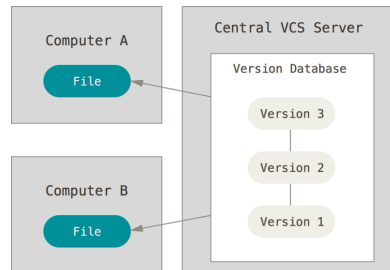 Computer A
File
Computer B
File
Central VCS Server
Version Database
Version 3
Version 2
Version 1